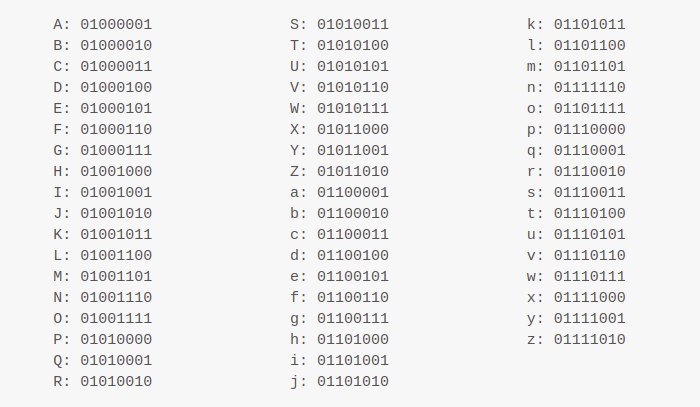 A: 01000001
B: 01000010
C: 01000011
D: 01000100
E: 01000101
F: 01000110
G: 01000111
H: 01001000
I: 01001001
J: 01001010
K: 01001011
L: 01001100
M: 01001101
N: 01001110
O: 01001111
P: 01010000
Q: 01010001
R: 01010010
S: 01010011
T: 01010100
U: 01010101
V: 01010110
W: 01010111
X: 01011000
Y: 01011001
Z: 01011010
a: 01100001
b: 01100010
c: 01100011
d: 01100100
e: 01100101
f: 01100110
g: 01100111
h: 01101000
i: 01101001
j: 01101010
k: 01101011
l: 01101100
m: 01101101
n: 01111110
o: 01101111
p: 01110000
q: 01110001
r: 01110010
s: 01110011
t: 01110100
u: 01110101
v: 01110110
w: 01110111
x: 01111000
y: 01111001
z: 01111010